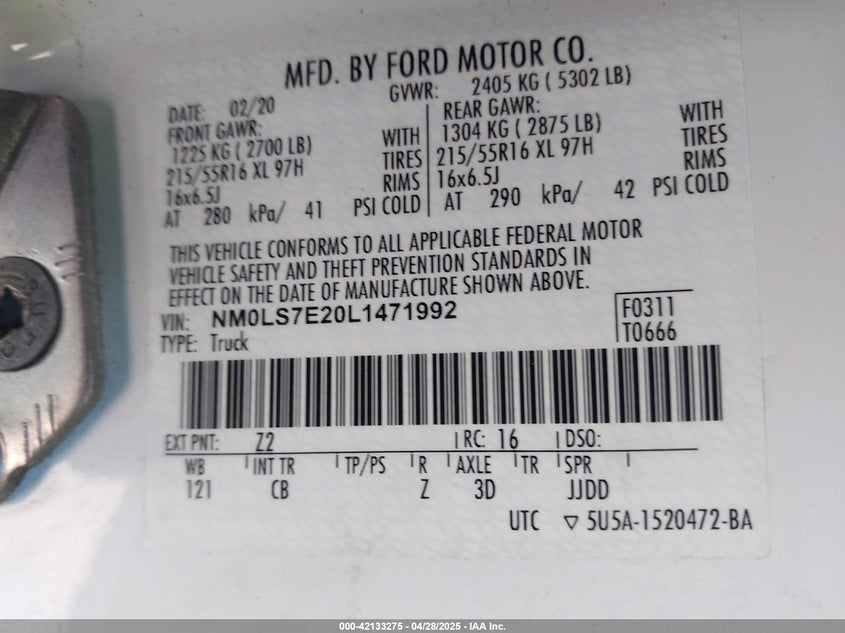 MFD. BY FORD MOTOR CO.
DATE: 02/20 GVWR: 2405 KG ( 5302 LB)
FRONT GAWR: REAR GAWR:
1225 KG ( 2700 LB) WITH 1304 KG ( 2875 LB) WITH
215/55R16 XL 97H TIRES 215/55R16 XL 97H TIRES
16x6.5J RIMS 16x6.5J RIMS
AT 280 kPa/ 41 PSI COLD AT 290 kPa/ 42 PSI COLD
THIS VEHICLE CONFORMS TO ALL APPLICABLE FEDERAL MOTOR
VEHICLE SAFETY AND THEFT PREVENTION STANDARDS IN
EFFECT ON THE DATE OF MANUFACTURE SHOWN ABOVE.
VIN: NM0LS7E20L1471992 F0311
TYPE: Truck T0666
EXT PNT: Z2 RC: 16 DSO:
WB INT TR TP/PS R AXLE TR SPR
121 CB Z 3D JJDD
UTC ▽ 5U5A-1520472-BA
000-42133275 | 04/28/2025 - IAA Inc.